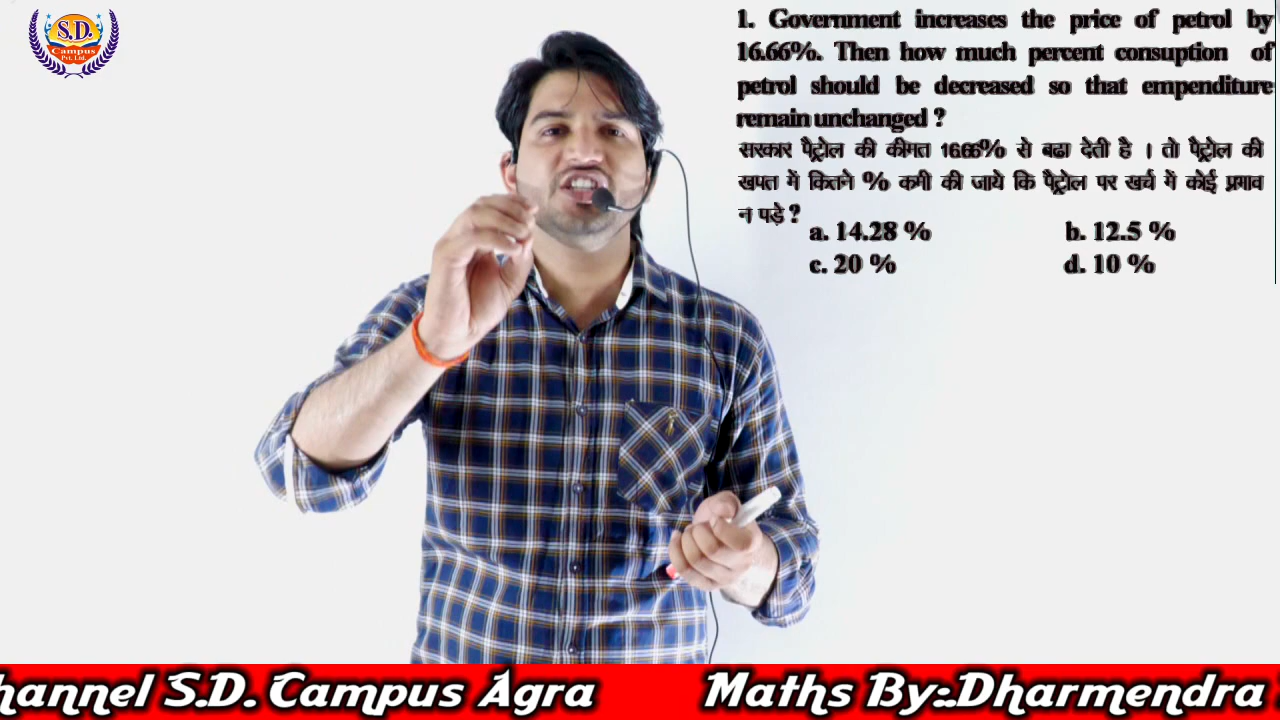 S.D.
Campus
Pvt. Ltd.
1. Government increases the price of petrol by
16.66%. Then how much percent consuption of
petrol should be decreased so that empenditure
remain unchanged ?
सरकार पैट्रोल की कीमत 16.66% से बढा देती है । तो पैट्रोल की
खपत में कितने % कमी की जाये कि पैट्रोल पर खर्च में कोई प्रभाव
न पड़े ?
a. 14.28 % b. 12.5 %
c. 20 % d. 10 %
hannel S.D. Campus Agra Maths By:.Dharmendra